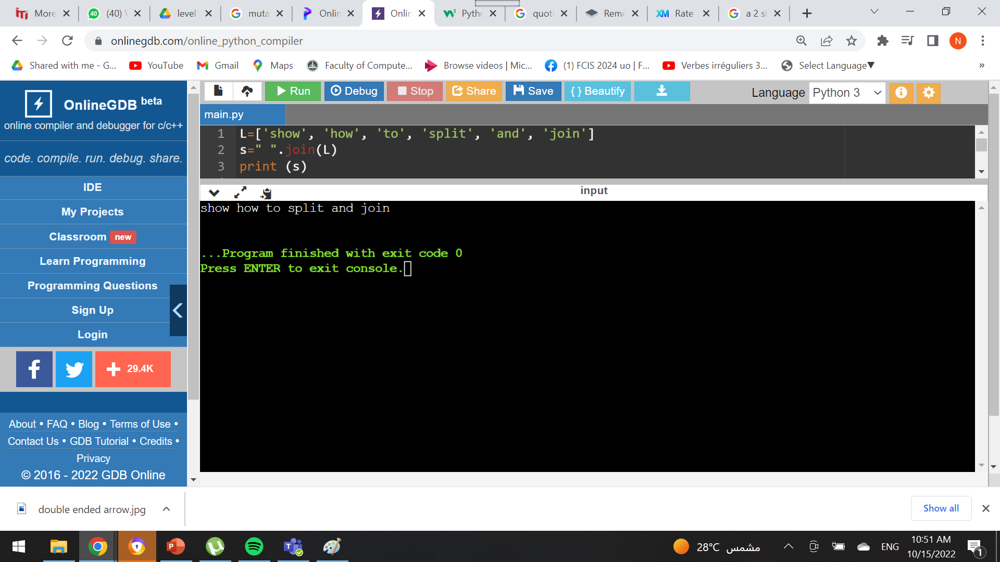 More
(40) \
level
muta
Onlin
Onlin
Pytho
quoti
Remo
XM Rate
a 2 si
onlinegdb.com/online_python_compiler
N
Shared with me - G...
YouTube
Gmail
Maps
Faculty of Compute...
Browse videos | Mic...
(1) FCIS 2024 uo | F...
Verbes irréguliers 3...
Select Language▼
»
OnlineGDB beta
online compiler and debugger for c/c++
code. compile. run. debug. share.
IDE
My Projects
Classroom new
Learn Programming
Programming Questions
Sign Up
Login
29.4K
About • FAQ • Blog • Terms of Use •
Contact Us • GDB Tutorial • Credits •
Privacy
© 2016 - 2022 GDB Online
Run
Debug
Stop
Share
Save
{ } Beautify
Language Python 3
main.py
1 L=['show', 'how', 'to', 'split', 'and', 'join']
2 s=" ".join(L)
3 print (s)
input
show how to split and join
...Program finished with exit code 0
Press ENTER to exit console.
double ended arrow.jpg
Show all
28°C مشمس
ENG
10:51 AM
10/15/2022
1